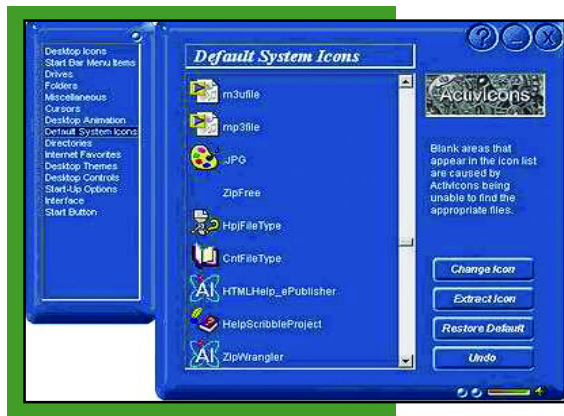 Desktop Icons
Start Bar Menu Items
Drives
Folders
Miscellaneous
Cursors
Desktop Animation
Default System Icons
Directories
Internet Favorites
Desktop Themes
Desktop Controls
Start-Up Options
Interface
Start Button
Default System Icons
m3ufile
mp3file
.JPG
ZipFree
HpjFileType
CntFileType
HTMLHelp_ePublisher
HelpScribbleProject
ZipWrangler
ActivIcons
Blank areas that
appear in the icon list
are caused by
ActivIcons being
unable to find the
appropriate files.
Change Icon
Extract Icon
Restore Default
Undo